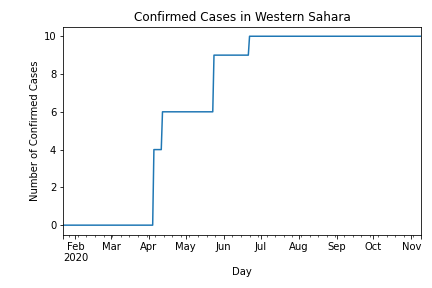 Confirmed Cases in Western Sahara
Number of Confirmed Cases
10
8
6
4
2
0
Feb Mar Apr May Jun Jul Aug Sep Oct Nov
2020
Day